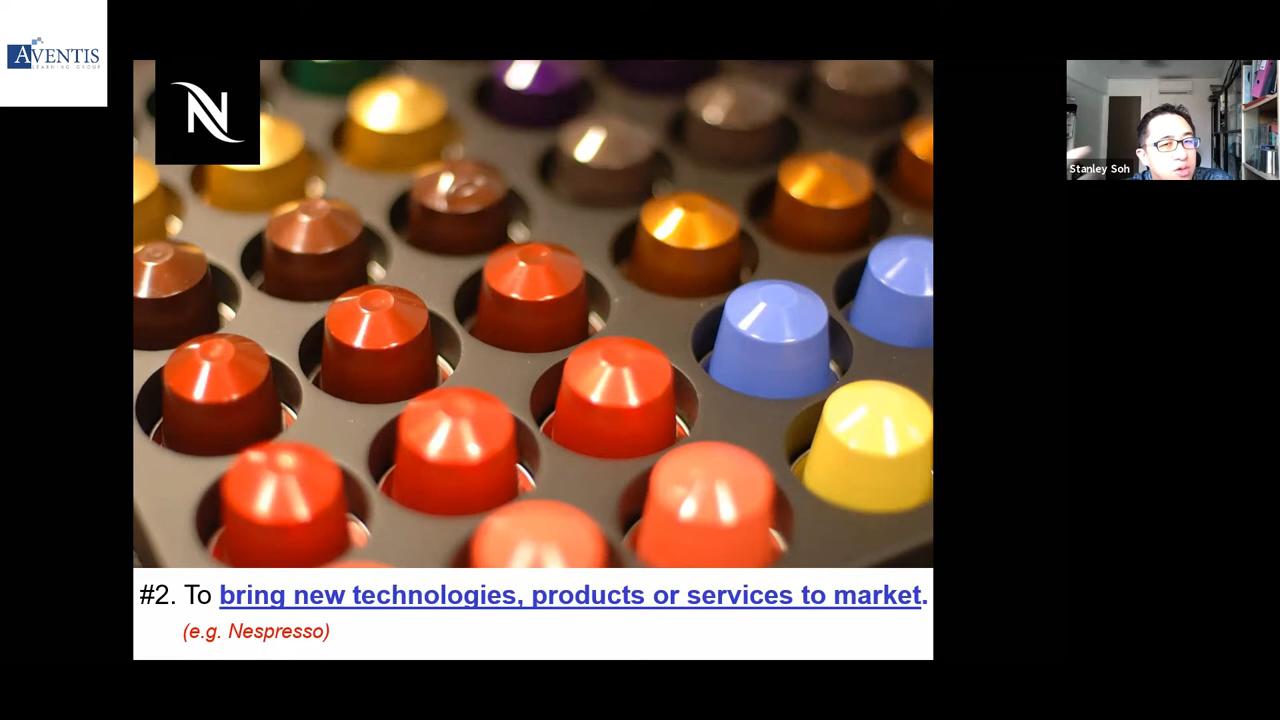 AVENTIS
LEARNING GROUP
N
Stanley Soh
#2. To bring new technologies, products or services to market.
(e.g. Nespresso)